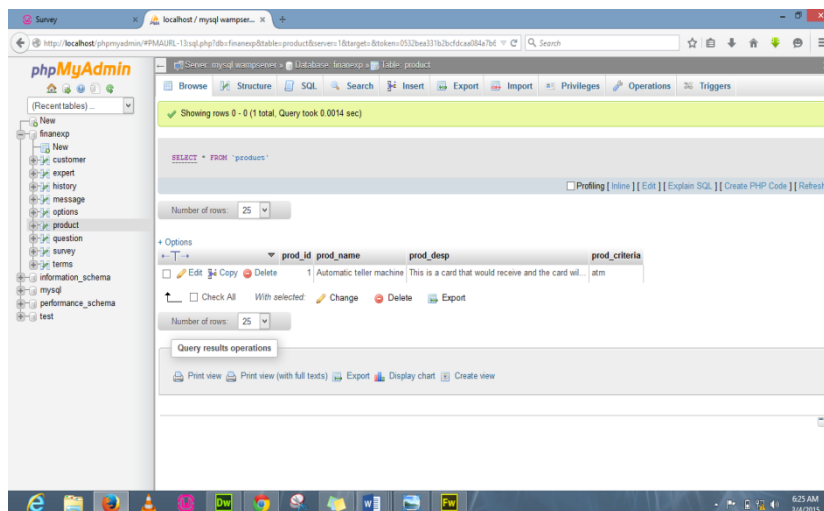 Survey
localhost / mysql wampser...
http://localhost/phpmyadmin/#PMAURL-13:sql.php?db=finanexp&table=product&server=1&target=&token=0532bea331b2bcfdcaa084a7b6
Search
phpMyAdmin
(Recent tables) ...
New
finanexp
New
customer
expert
history
message
options
product
question
survey
terms
information_schema
mysql
performance_schema
test
Server: mysql wampserver » Database: finanexp » Table: product
Browse Structure SQL Search Insert Export Import Privileges Operations Triggers
Showing rows 0 - 0 (1 total, Query took 0.0014 sec)
SELECT * FROM `product`
Profiling [ Inline ] [ Edit ] [ Explain SQL ] [ Create PHP Code ] [ Refresh
Number of rows: 25
+ Options
←T→ prod_id prod_name prod_desp prod_criteria
Edit Copy Delete 1 Automatic teller machine This is a card that would receive and the card wil... atm
Check All With selected: Change Delete Export
Number of rows: 25
Query results operations
Print view Print view (with full texts) Export Display chart Create view
Dw Fw
6:25 AM
3/4/2015